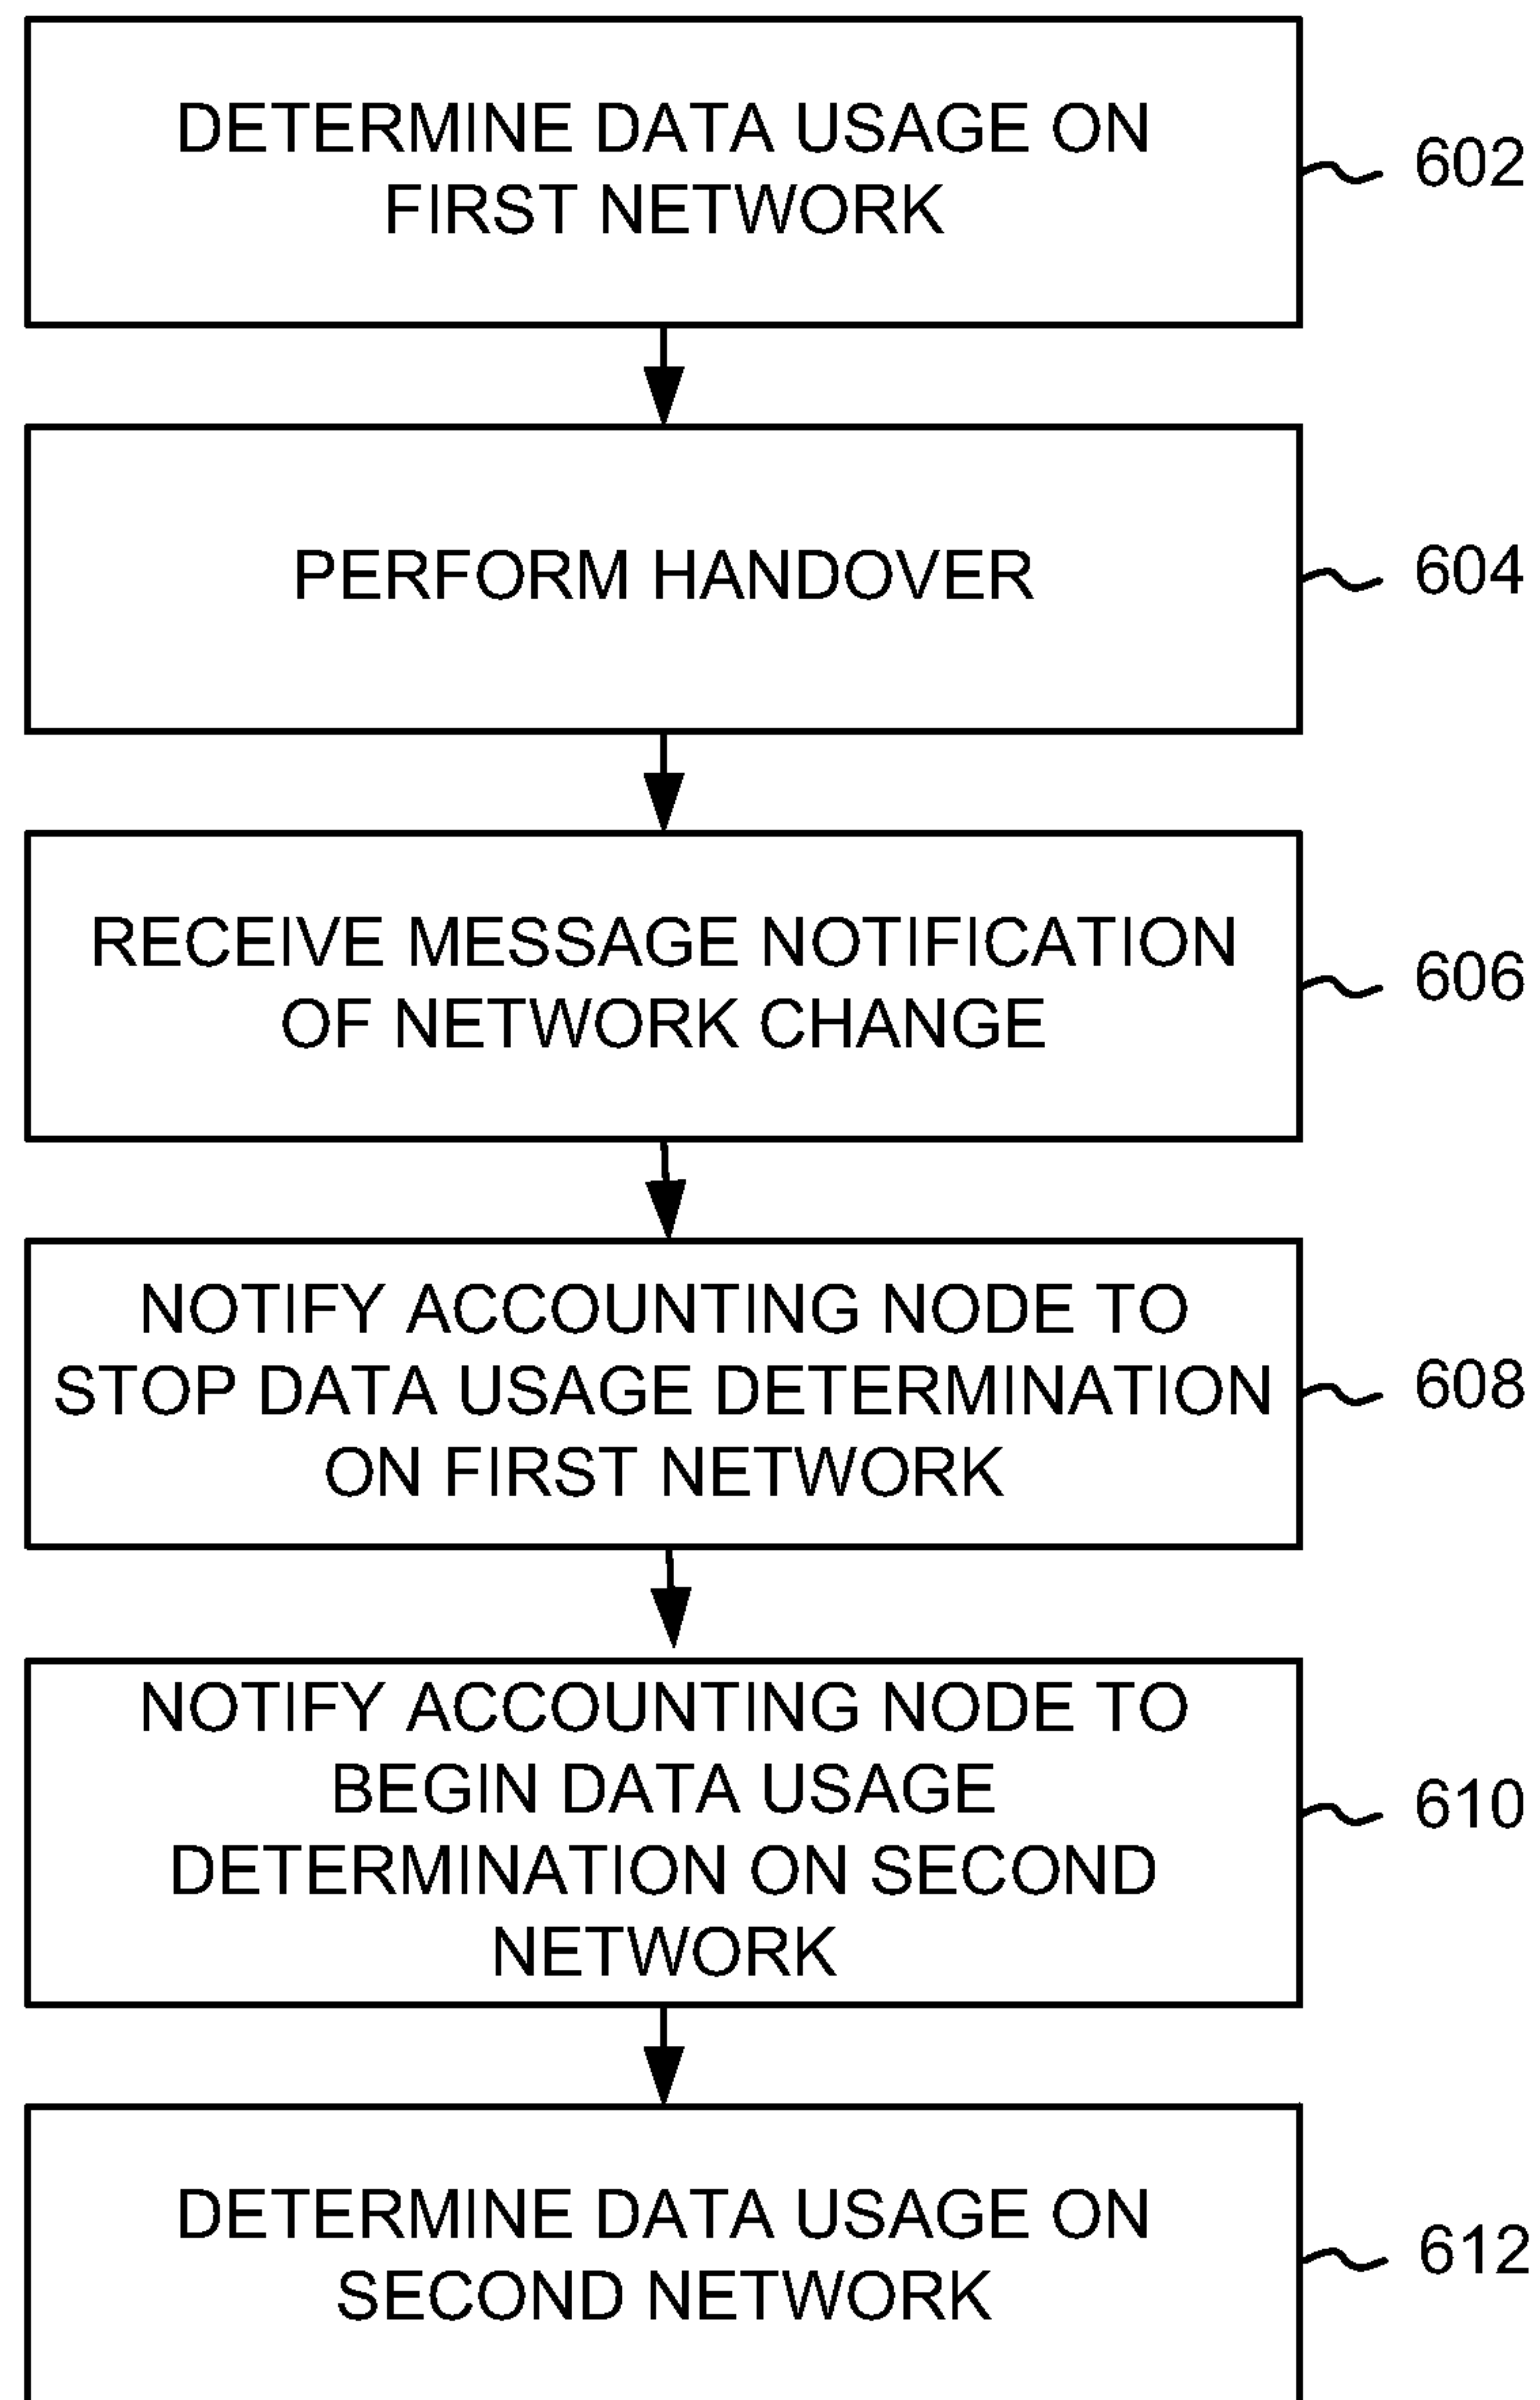 DETERMINE DATA USAGE ON
FIRST NETWORK
602
PERFORM HANDOVER
604
RECEIVE MESSAGE NOTIFICATION
OF NETWORK CHANGE
606
NOTIFY ACCOUNTING NODE TO
STOP DATA USAGE DETERMINATION
ON FIRST NETWORK
608
NOTIFY ACCOUNTING NODE TO
BEGIN DATA USAGE
DETERMINATION ON SECOND
NETWORK
610
DETERMINE DATA USAGE ON
SECOND NETWORK
612